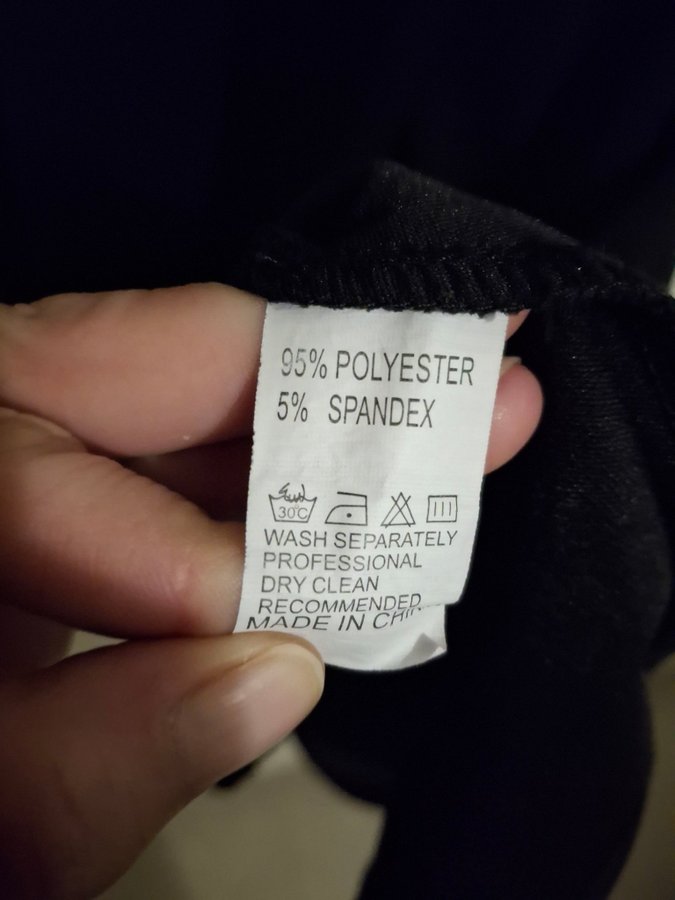 95% POLYESTER
5% SPANDEX
30°C
WASH SEPARATELY
PROFESSIONAL
DRY CLEAN
RECOMMENDED
MADE IN